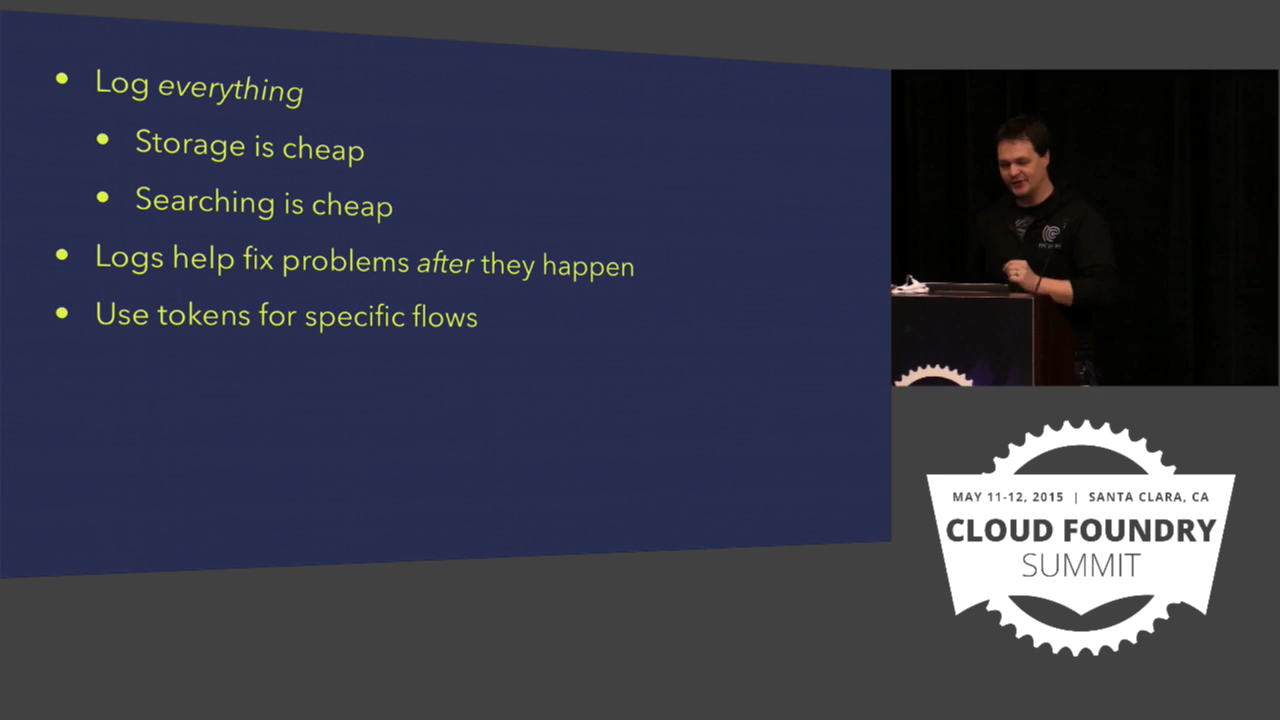 • Log everything
• Storage is cheap
• Searching is cheap
• Logs help fix problems after they happen
• Use tokens for specific flows
MAY 11-12, 2015 | SANTA CLARA, CA
CLOUD FOUNDRY
SUMMIT